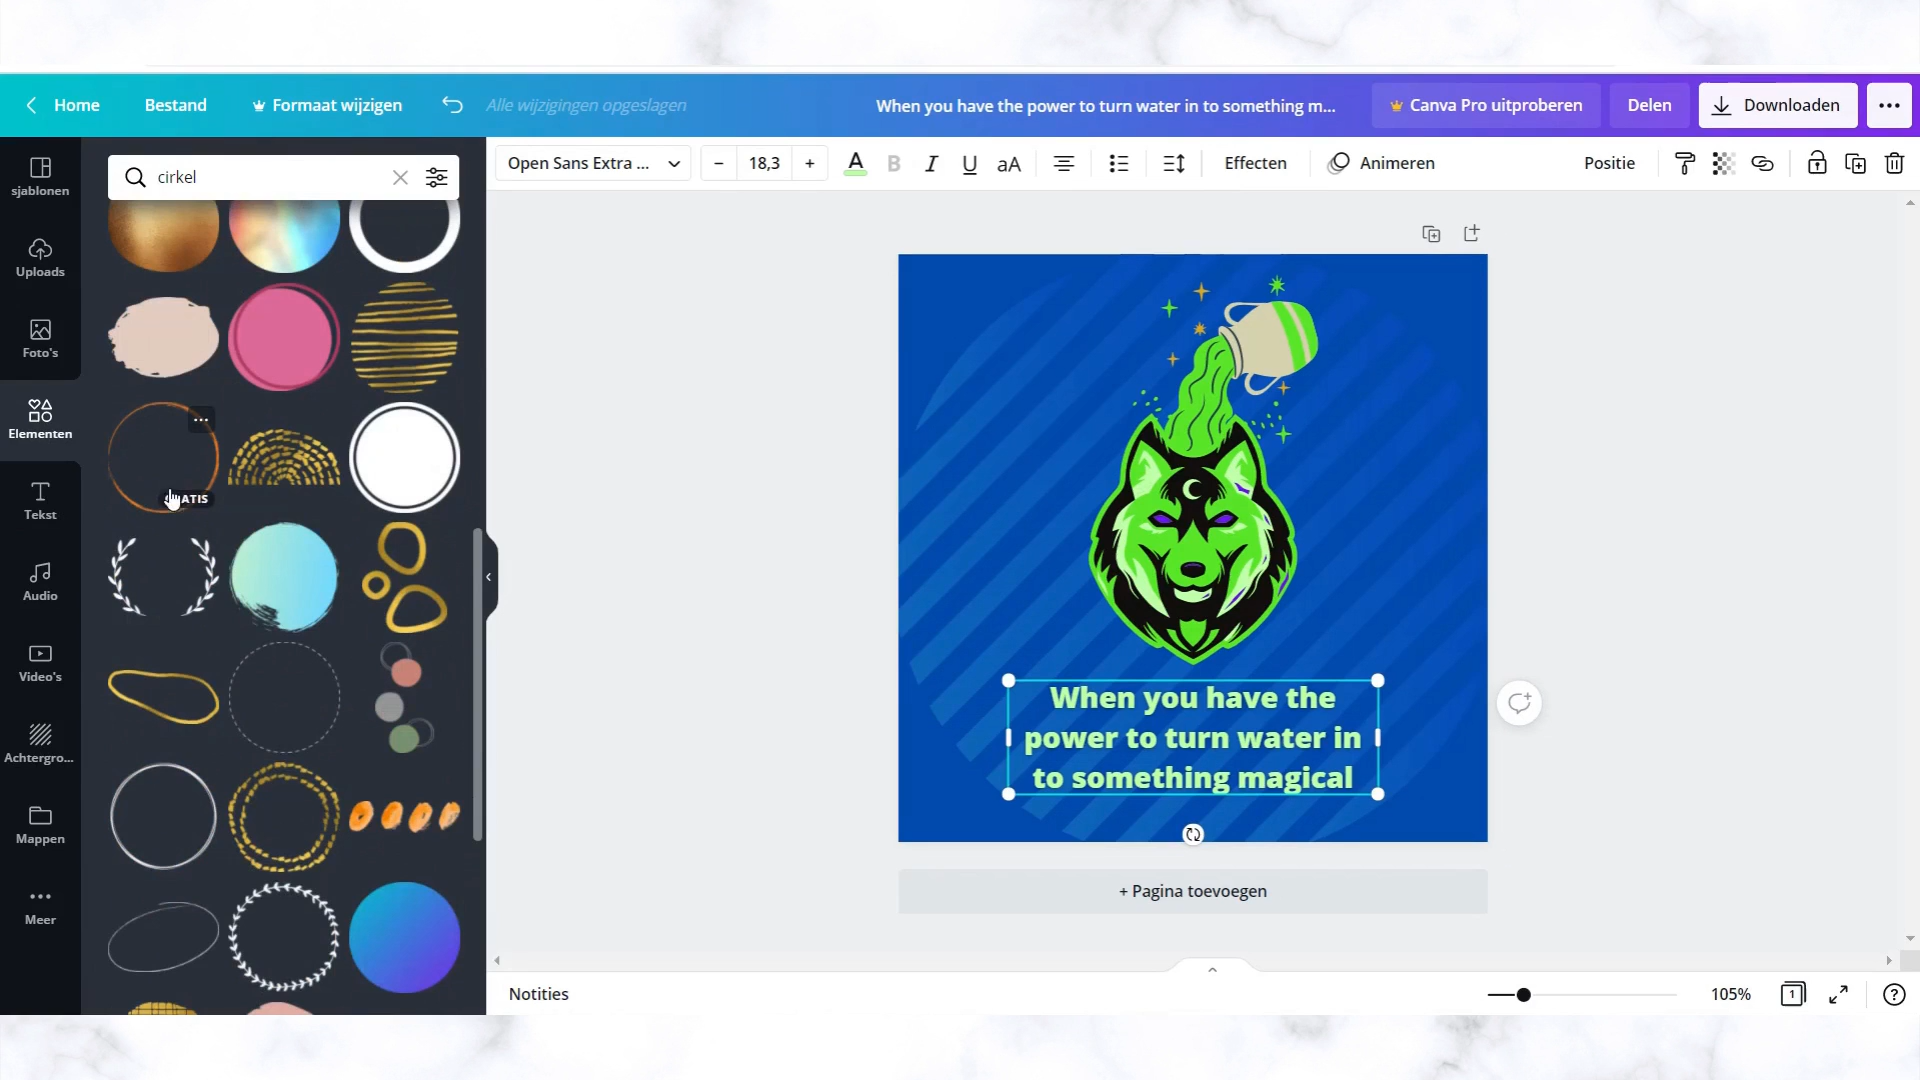 Home
Bestand
Formaat wijzigen
Alle wijzigingen opgeslagen
When you have the power to turn water in to something m...
Canva Pro uitproberen
Delen
Downloaden
sjablonen
Uploads
Foto's
Elementen
Tekst
Audio
Video's
Achtergro...
Mappen
Meer
cirkel
Open Sans Extra ...
18,3
A
B
I
U
aA
Effecten
Animeren
Positie
When you have the
power to turn water in
to something magical
+ Pagina toevoegen
Notities
105%
1
?